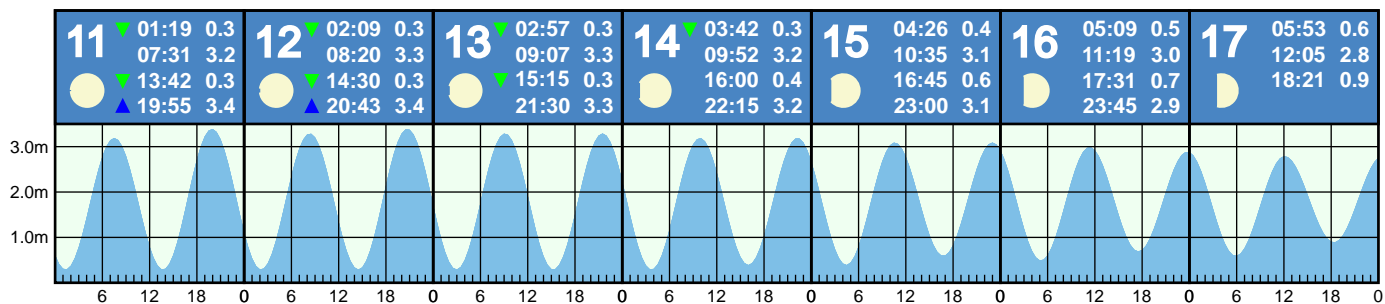 11 ▼ 01:19 0.3
07:31 3.2
▼ 13:42 0.3
▲ 19:55 3.4
12 ▼ 02:09 0.3
08:20 3.3
▼ 14:30 0.3
▲ 20:43 3.4
13 ▼ 02:57 0.3
09:07 3.3
▼ 15:15 0.3
21:30 3.3
14 ▼ 03:42 0.3
09:52 3.2
16:00 0.4
22:15 3.2
15 04:26 0.4
10:35 3.1
16:45 0.6
23:00 3.1
16 05:09 0.5
11:19 3.0
17:31 0.7
23:45 2.9
17 05:53 0.6
12:05 2.8
18:21 0.9
3.0m
2.0m
1.0m
6 12 18 0 6 12 18 0 6 12 18 0 6 12 18 0 6 12 18 0 6 12 18 0 6 12 18 0